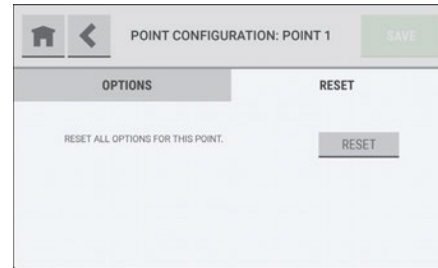 POINT CONFIGURATION: POINT 1
SAVE
OPTIONS
RESET
RESET ALL OPTIONS FOR THIS POINT.
RESET